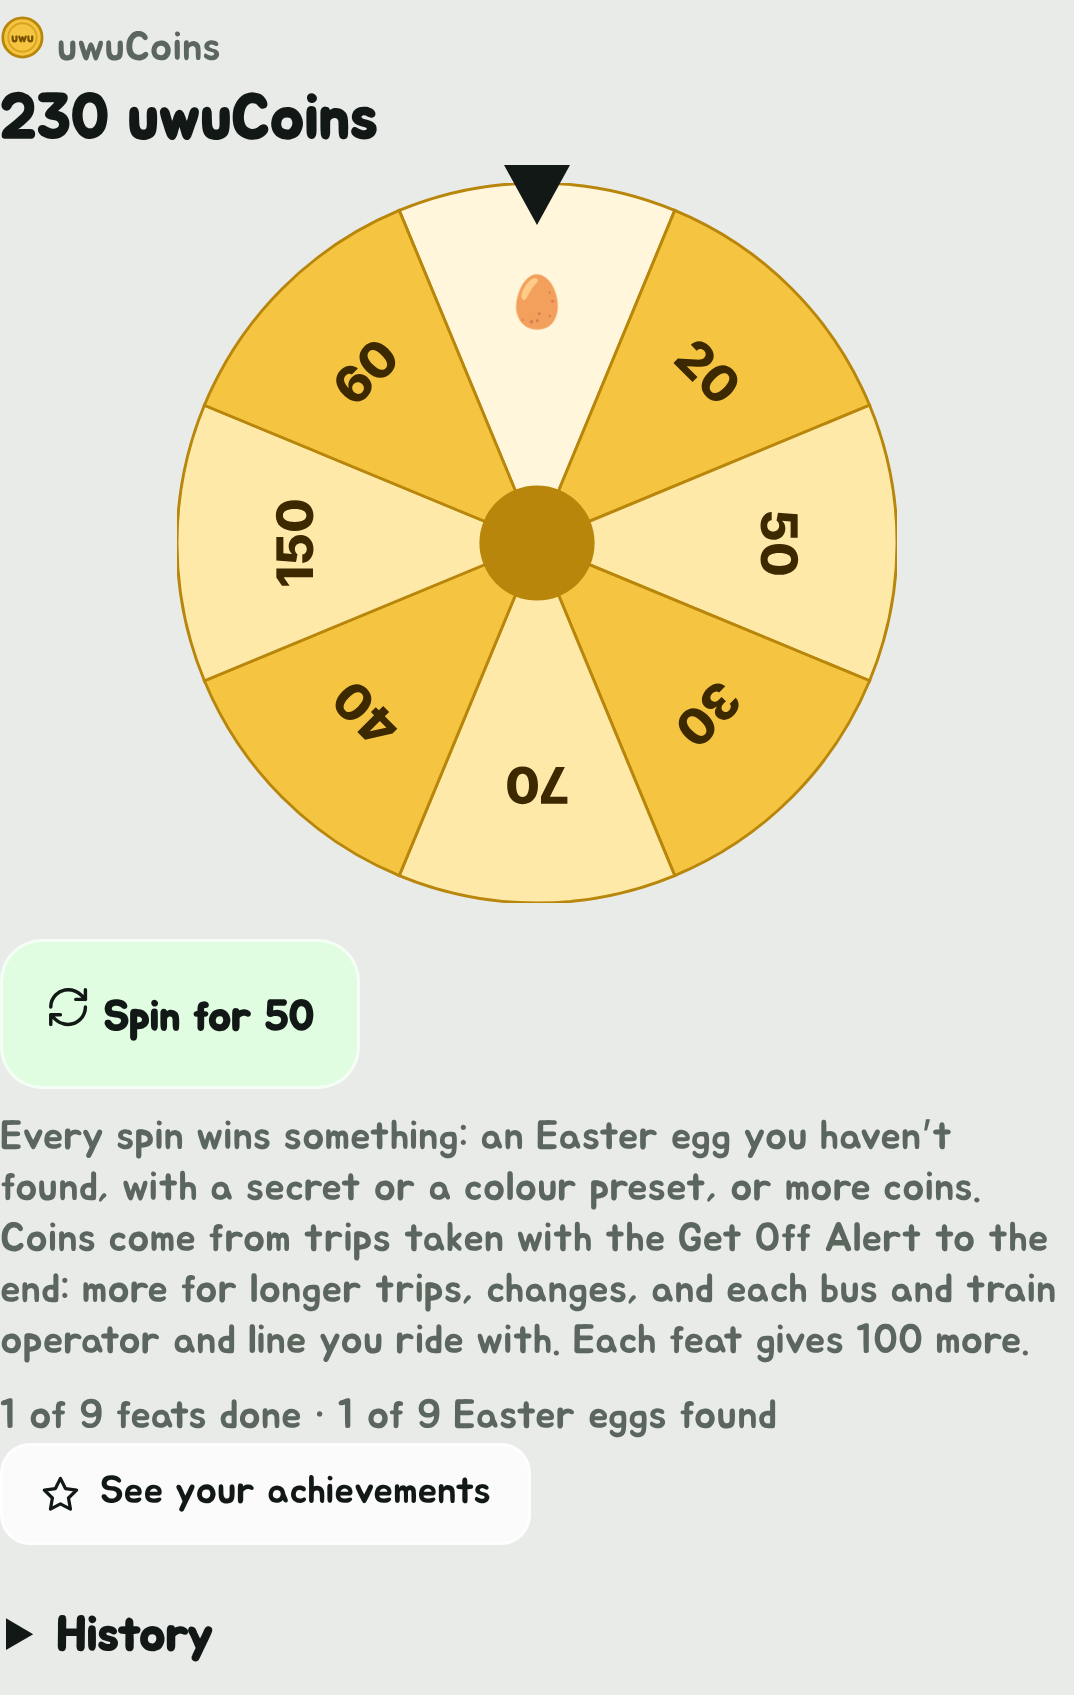 uwu
uwuCoins
230 uwuCoins
60
20
150
50
40
30
70
Spin for 50
Every spin wins something: an Easter egg you haven't
found, with a secret or a colour preset, or more coins.
Coins come from trips taken with the Get Off Alert to the
end: more for longer trips, changes, and each bus and train
operator and line you ride with. Each feat gives 100 more.
1 of 9 feats done · 1 of 9 Easter eggs found
See your achievements
History